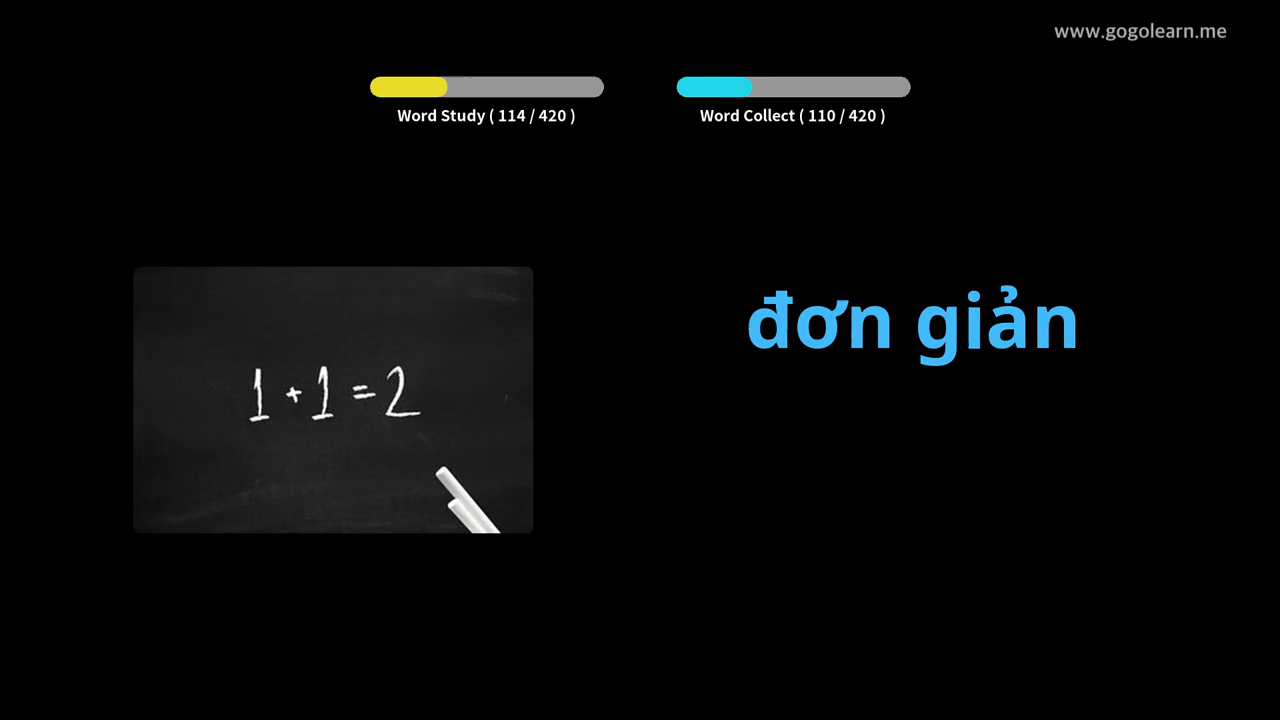 www.gogolearn.me
Word Study ( 114 / 420 )
Word Collect ( 110 / 420 )
đơn giản
1 + 1 = 2